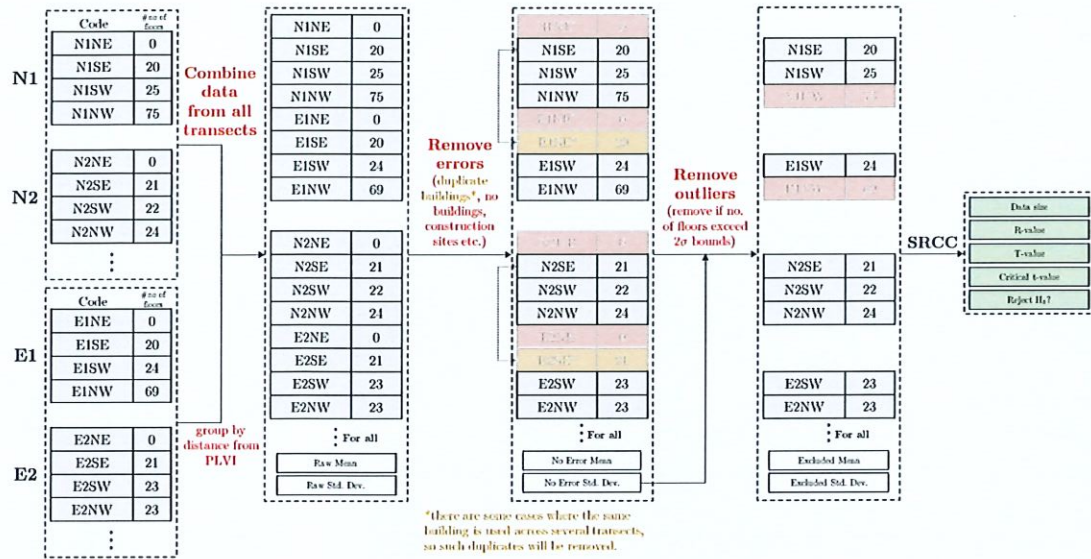 Code # no of floors
N1
N1NE 0
N1SE 20
N1SW 25
N1NW 75
N2
N2NE 0
N2SE 21
N2SW 22
N2NW 24
Code # no of floors
E1
E1NE 0
E1SE 20
E1SW 24
E1NW 69
E2
E2NE 0
E2SE 21
E2SW 23
E2NW 23
Combine
data
from all
transects
group by
distance from
PLVI
N1NE 0
N1SE 20
N1SW 25
N1NW 75
E1NE 0
E1SE 20
E1SW 24
E1NW 69
N2NE 0
N2SE 21
N2SW 22
N2NW 24
E2NE 0
E2SE 21
E2SW 23
E2NW 23
For all
Raw Mean
Raw Std. Dev.
Remove
errors
(duplicate
buildings*, no
buildings,
construction
sites etc.)
N1SE 20
N1SW 25
N1NW 75
E1SW 24
E1NW 69
N2SE 21
N2SW 22
N2NW 24
E2SW 23
E2NW 23
For all
No Error Mean
No Error Std. Dev.
*there are some cases where the same
building is used across several transects,
so such duplicates will be removed.
Remove
outliers
(remove if no.
of floors exceed
2σ bounds)
N1SE 20
N1SW 25
E1SW 24
N2SE 21
N2SW 22
N2NW 24
E2SW 23
E2NW 23
For all
Excluded Mean
Excluded Std. Dev.
SRCC
Data size
R-value
T-value
Critical t-value
Reject H₀?